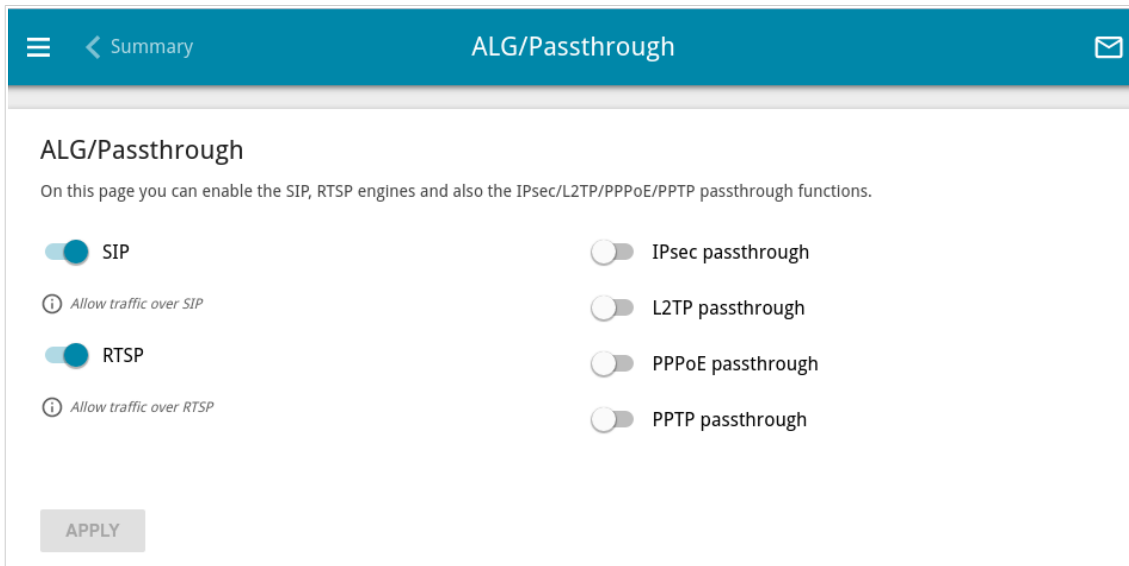 Summary
ALG/Passthrough
ALG/Passthrough
On this page you can enable the SIP, RTSP engines and also the IPsec/L2TP/PPPoE/PPTP passthrough functions.
SIP
Allow traffic over SIP
RTSP
Allow traffic over RTSP
IPsec passthrough
L2TP passthrough
PPPoE passthrough
PPTP passthrough
APPLY